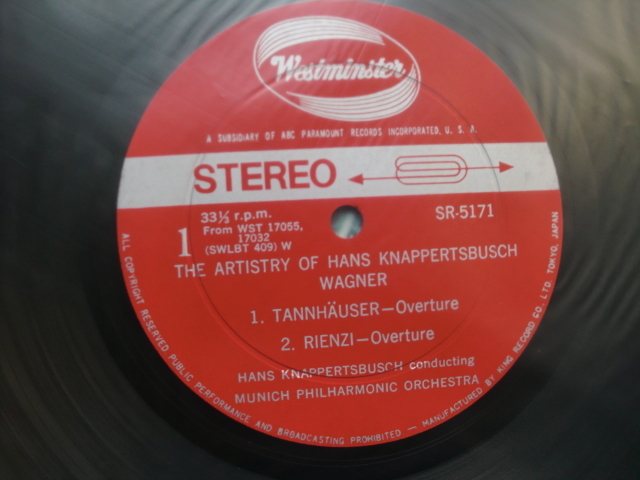 Westminster
A SUBSIDIARY OF ABC PARAMOUNT RECORDS INCORPORATED, U. S. A.
STEREO
33⅓ r.p.m.
From WST 17055,
17032
(SWLBT 409) W
1
SR-5171
THE ARTISTRY OF HANS KNAPPERTSBUSCH
WAGNER
1. TANNHÄUSER—Overture
2. RIENZI—Overture
HANS KNAPPERTSBUSCH conducting
MUNICH PHILHARMONIC ORCHESTRA
ALL COPYRIGHT RESERVED PUBLIC PERFORMANCE AND BROADCASTING PROHIBITED — MANUFACTURED BY KING RECORD CO. LTD. TOKYO, JAPAN